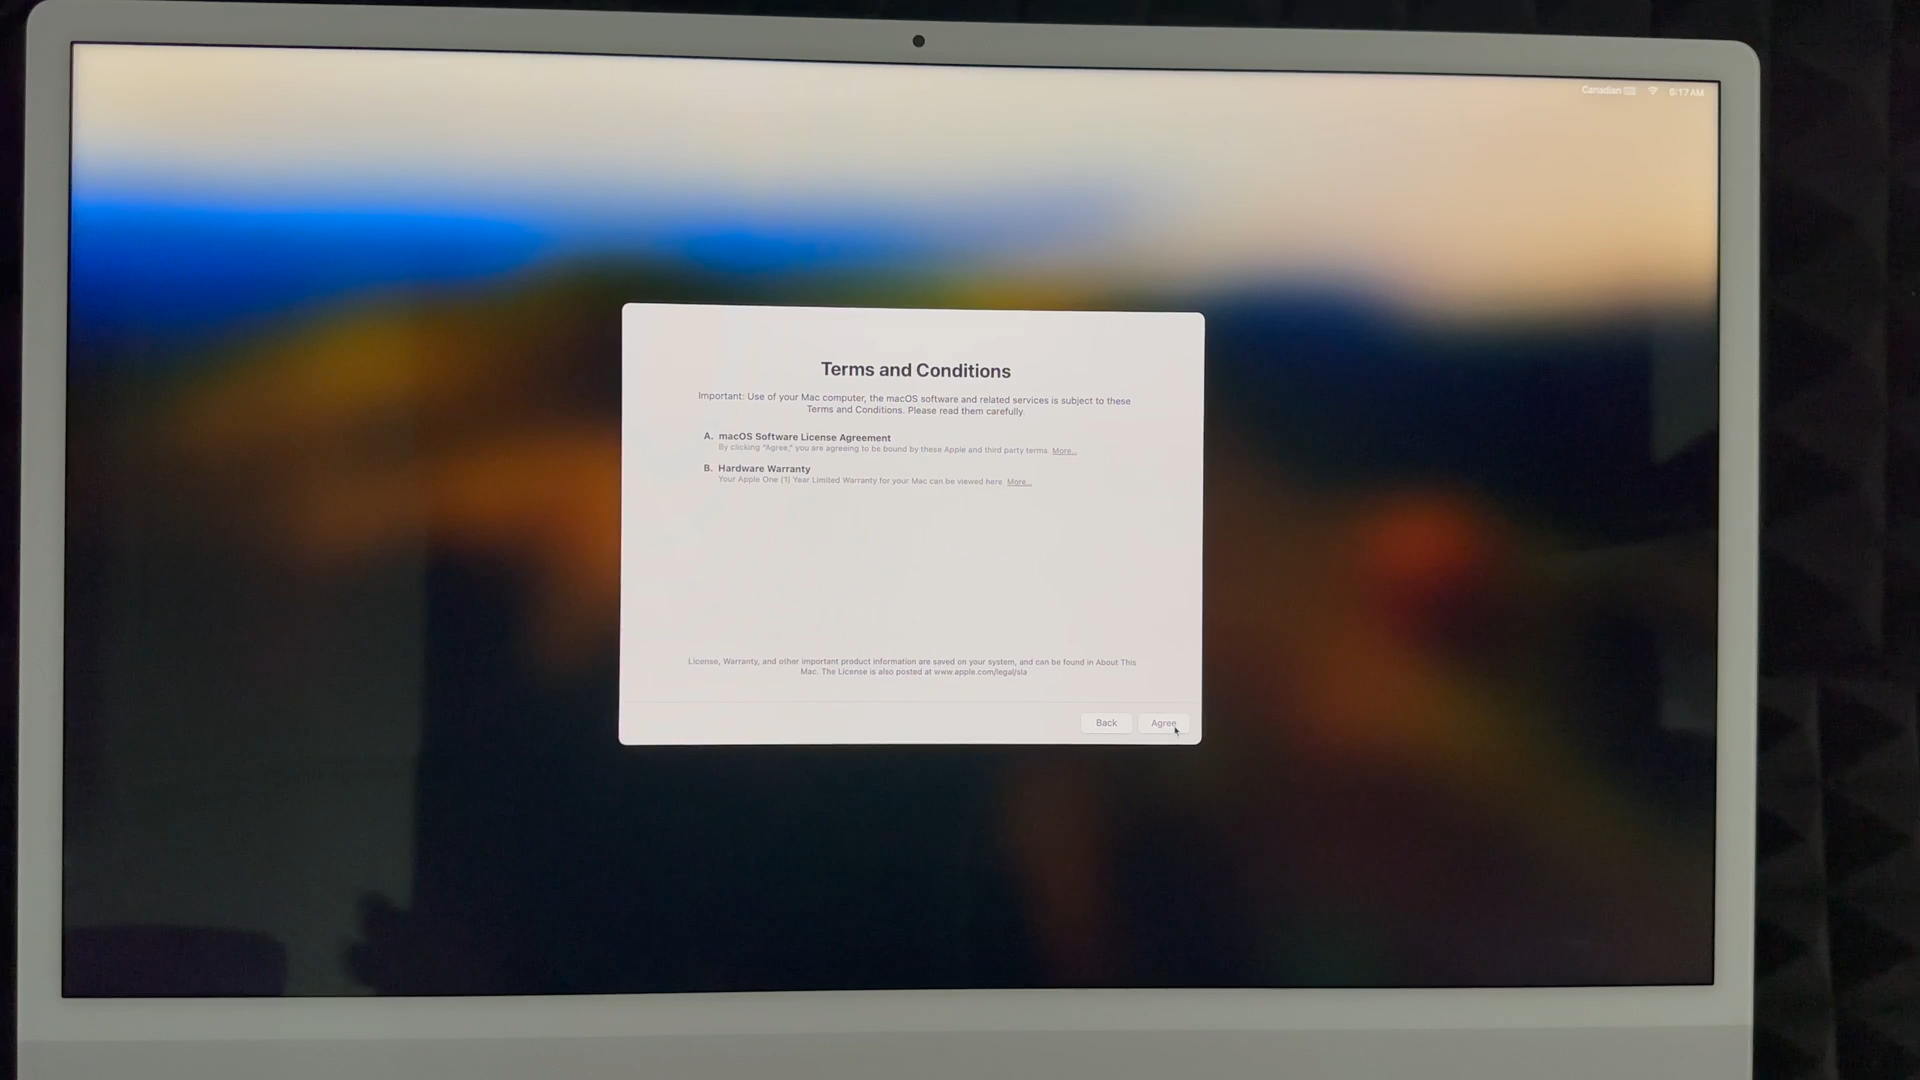 Canadian 5:17 AM
Terms and Conditions
Important: Use of your Mac computer, the macOS software and related services is subject to these
Terms and Conditions. Please read them carefully.
A. macOS Software License Agreement
By clicking "Agree," you are agreeing to be bound by these Apple and third party terms. More...
B. Hardware Warranty
Your Apple One (1) Year Limited Warranty for your Mac can be viewed here. More...
License, Warranty, and other important product information are saved on your system, and can be found in About This
Mac. The License is also posted at www.apple.com/legal/sla
Back Agree